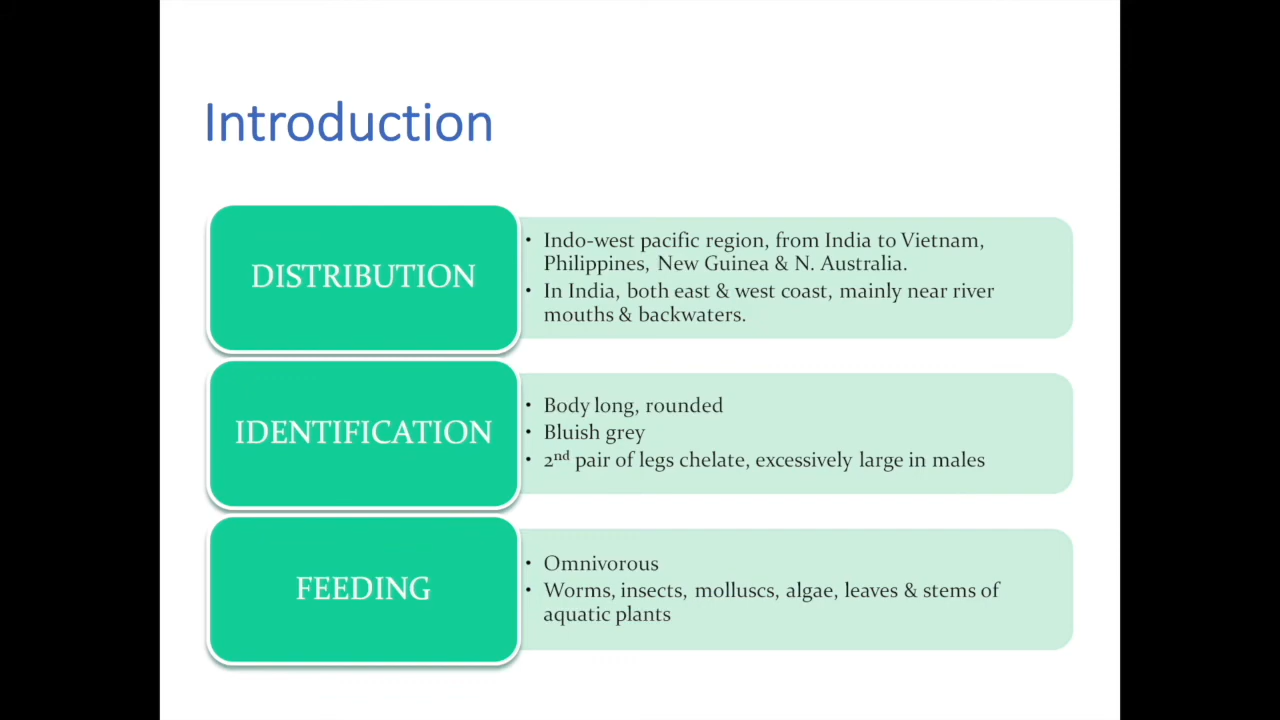 Introduction
DISTRIBUTION
• Indo-west pacific region, from India to Vietnam,
Philippines, New Guinea & N. Australia.
• In India, both east & west coast, mainly near river
mouths & backwaters.
IDENTIFICATION
• Body long, rounded
• Bluish grey
• 2nd pair of legs chelate, excessively large in males
FEEDING
• Omnivorous
• Worms, insects, molluscs, algae, leaves & stems of
aquatic plants